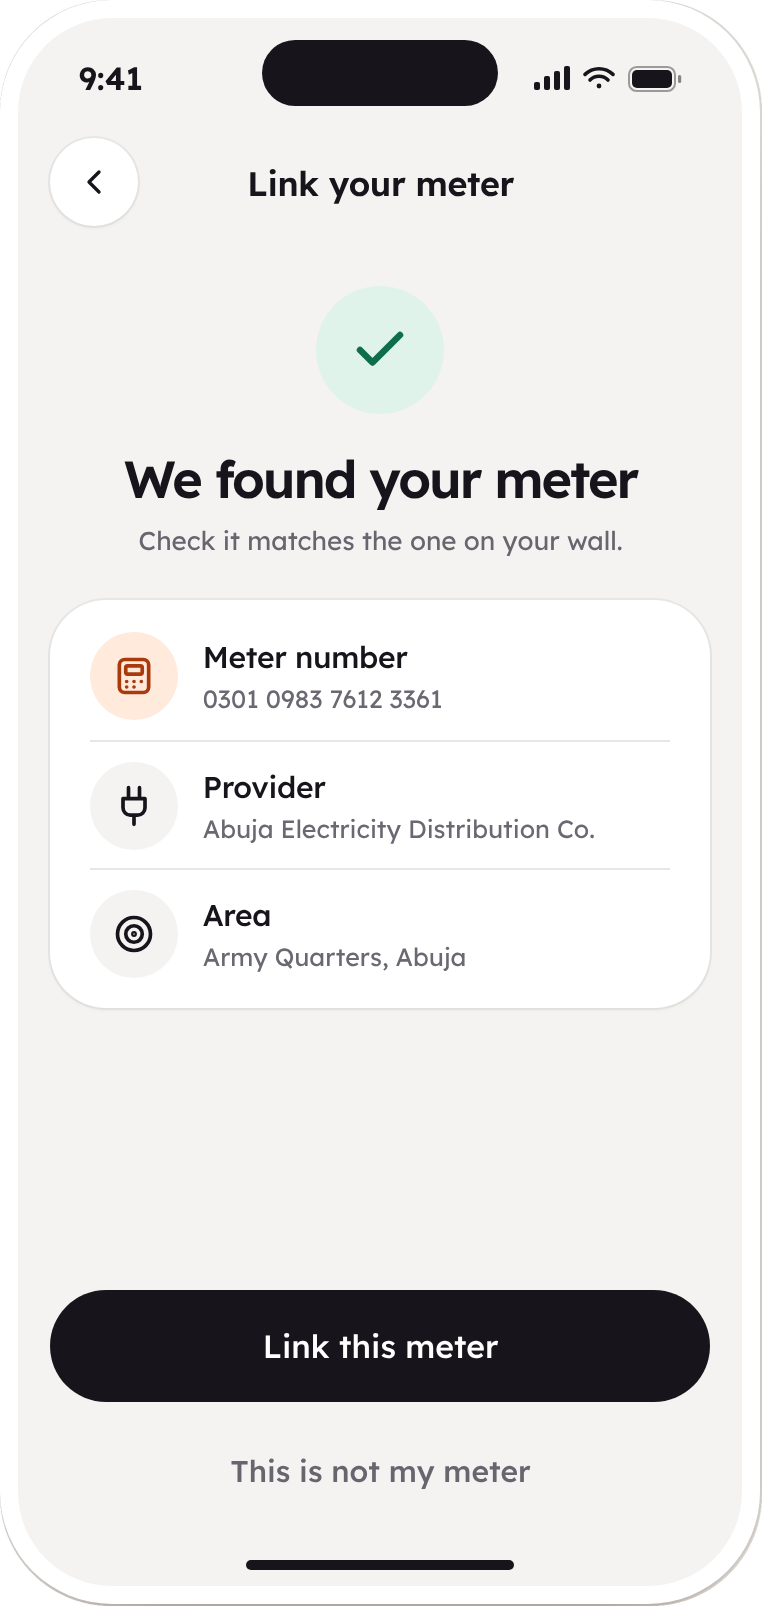 9:41
Link your meter
We found your meter
Check it matches the one on your wall.
Meter number
0301 0983 7612 3361
Provider
Abuja Electricity Distribution Co.
Area
Army Quarters, Abuja
Link this meter
This is not my meter